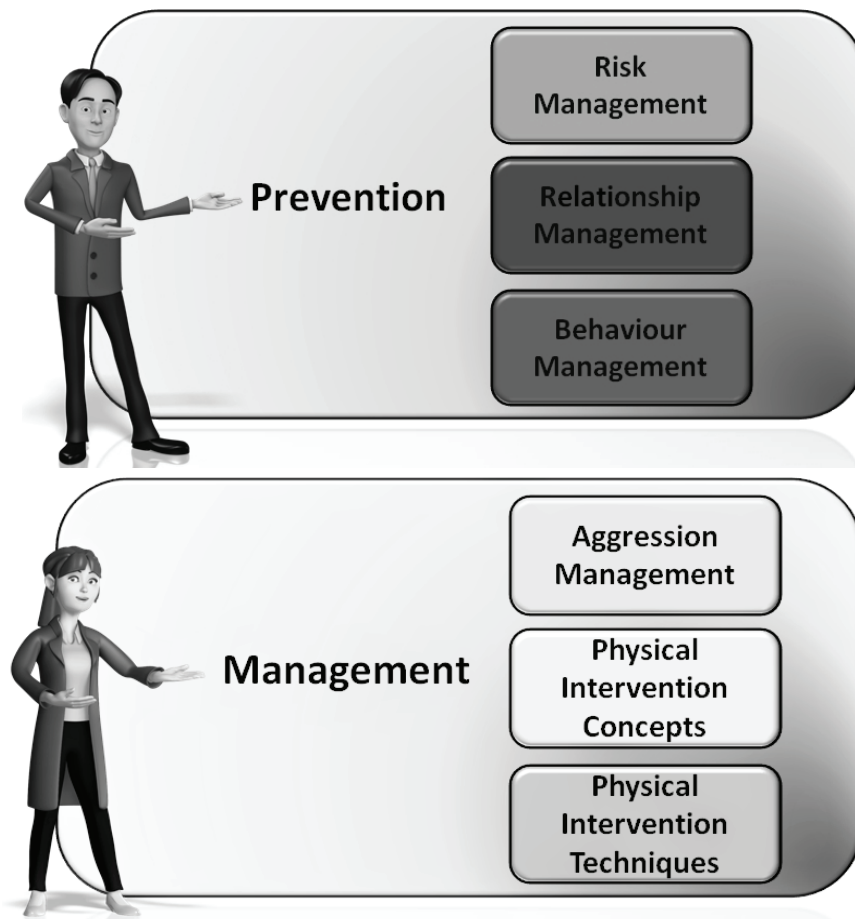 Risk
Management
Prevention
Relationship
Management
Behaviour
Management
Aggression
Management
Management
Physical
Intervention
Concepts
Physical
Intervention
Techniques